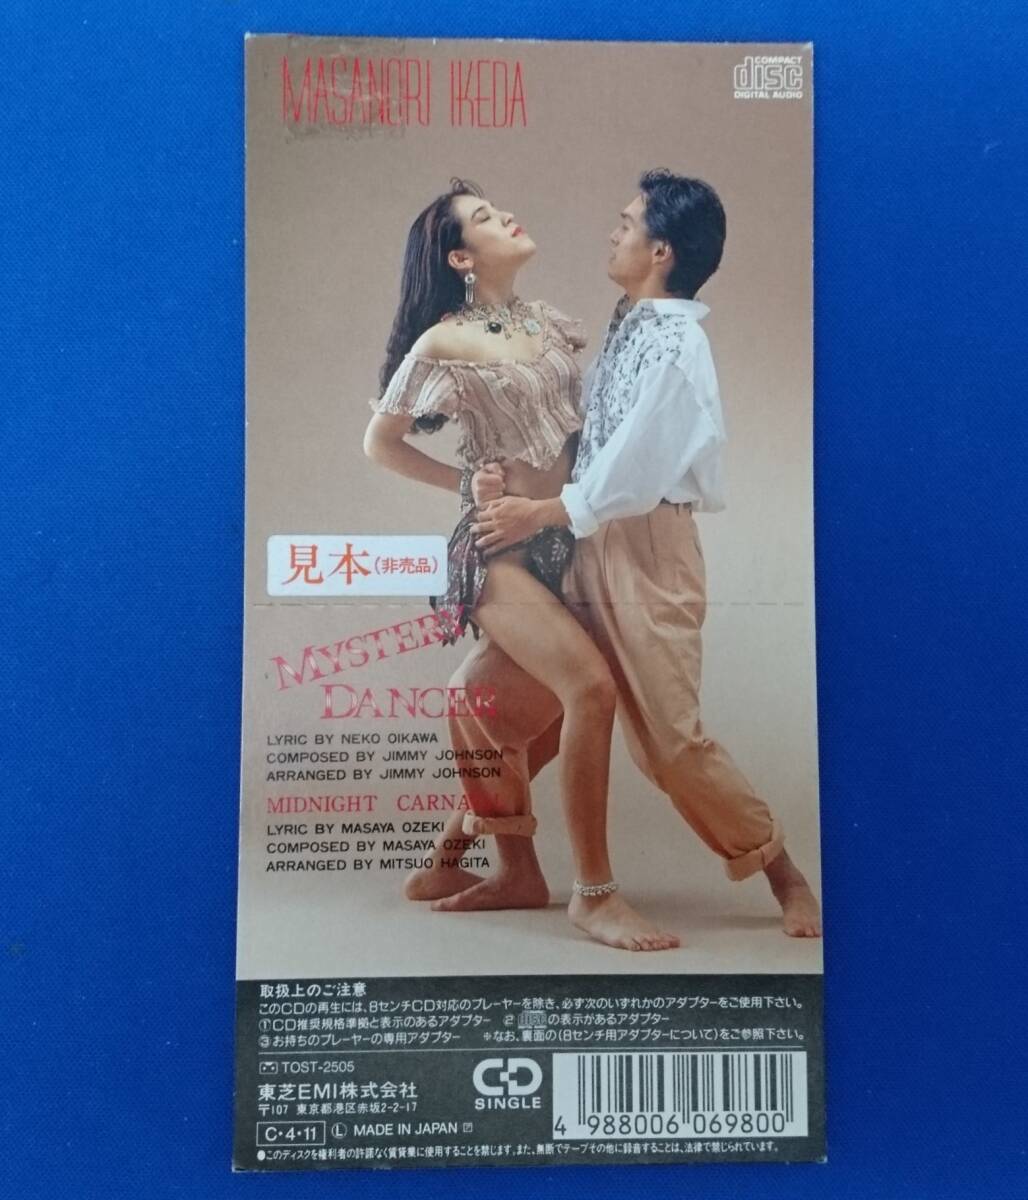 MASANORI IKEDA
COMPACT
disc
DIGITAL AUDIO
見本(非売品)
MYSTERY
DANCER
LYRIC BY NEKO OIKAWA
COMPOSED BY JIMMY JOHNSON
ARRANGED BY JIMMY JOHNSON
MIDNIGHT CARNAVAL
LYRIC BY MASAYA OZEKI
COMPOSED BY MASAYA OZEKI
ARRANGED BY MITSUO HAGITA
取扱上のご注意
このCDの再生には、8センチCD対応のプレーヤーを除き、必ず次のいずれかのアダプターをご使用下さい。
①CD推奨規格準拠と表示のあるアダプター ②discの表示があるアダプター
③お持ちのプレーヤーの専用アダプター ※なお、裏面の(8センチ用アダプターについて)をご参照下さい。
TOST-2505
東芝EMI株式会社
〒107 東京都港区赤坂2-2-17
C・4・11 Ⓛ MADE IN JAPAN
CD
SINGLE
4 988006 069800
●このディスクを権利者の許諾なく賃貸業に使用することを禁じます。また、無断でテープその他に録音することは、法律で禁じられています。